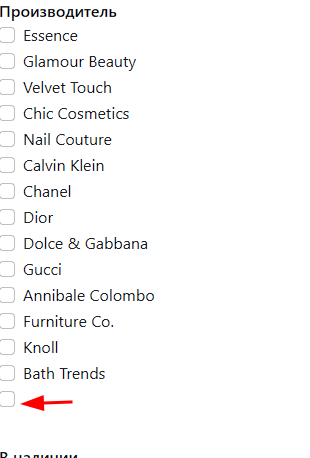 Производитель
Essence
Glamour Beauty
Velvet Touch
Chic Cosmetics
Nail Couture
Calvin Klein
Chanel
Dior
Dolce & Gabbana
Gucci
Annibale Colombo
Furniture Co.
Knoll
Bath Trends
В наличии